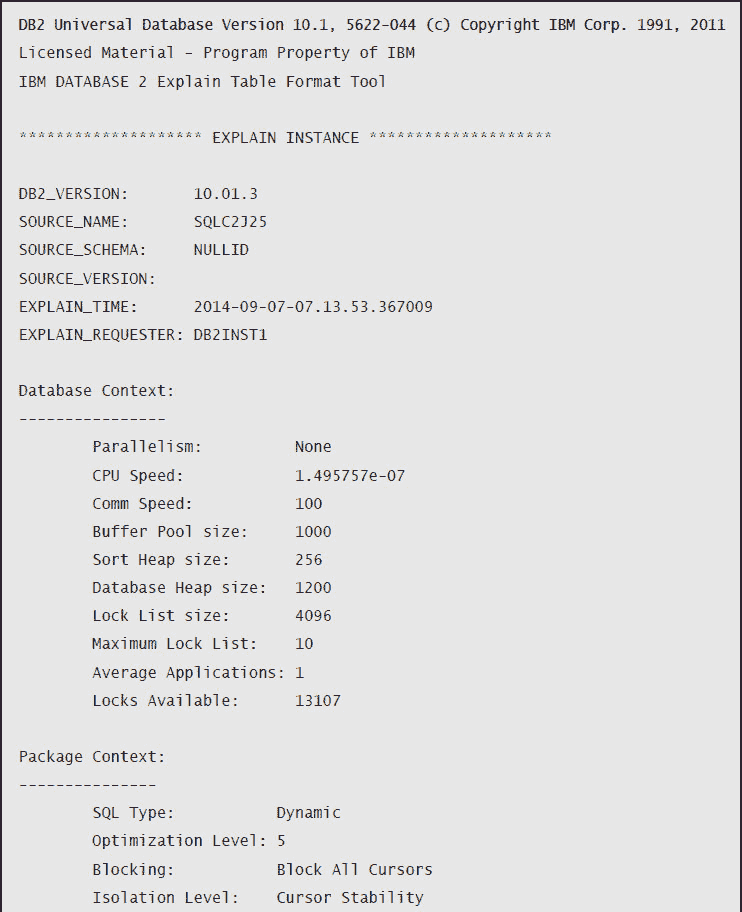 DB2 Universal Database Version 10.1, 5622-044 (c) Copyright IBM Corp. 1991, 2011
Licensed Material - Program Property of IBM
IBM DATABASE 2 Explain Table Format Tool
******************** EXPLAIN INSTANCE ********************
DB2_VERSION: 10.01.3
SOURCE_NAME: SQLC2J25
SOURCE_SCHEMA: NULLID
SOURCE_VERSION:
EXPLAIN_TIME: 2014-09-07-07.13.53.367009
EXPLAIN_REQUESTER: DB2INST1
Database Context:
----------------
Parallelism: None
CPU Speed: 1.495757e-07
Comm Speed: 100
Buffer Pool size: 1000
Sort Heap size: 256
Database Heap size: 1200
Lock List size: 4096
Maximum Lock List: 10
Average Applications: 1
Locks Available: 13107
Package Context:
---------------
SQL Type: Dynamic
Optimization Level: 5
Blocking: Block All Cursors
Isolation Level: Cursor Stability